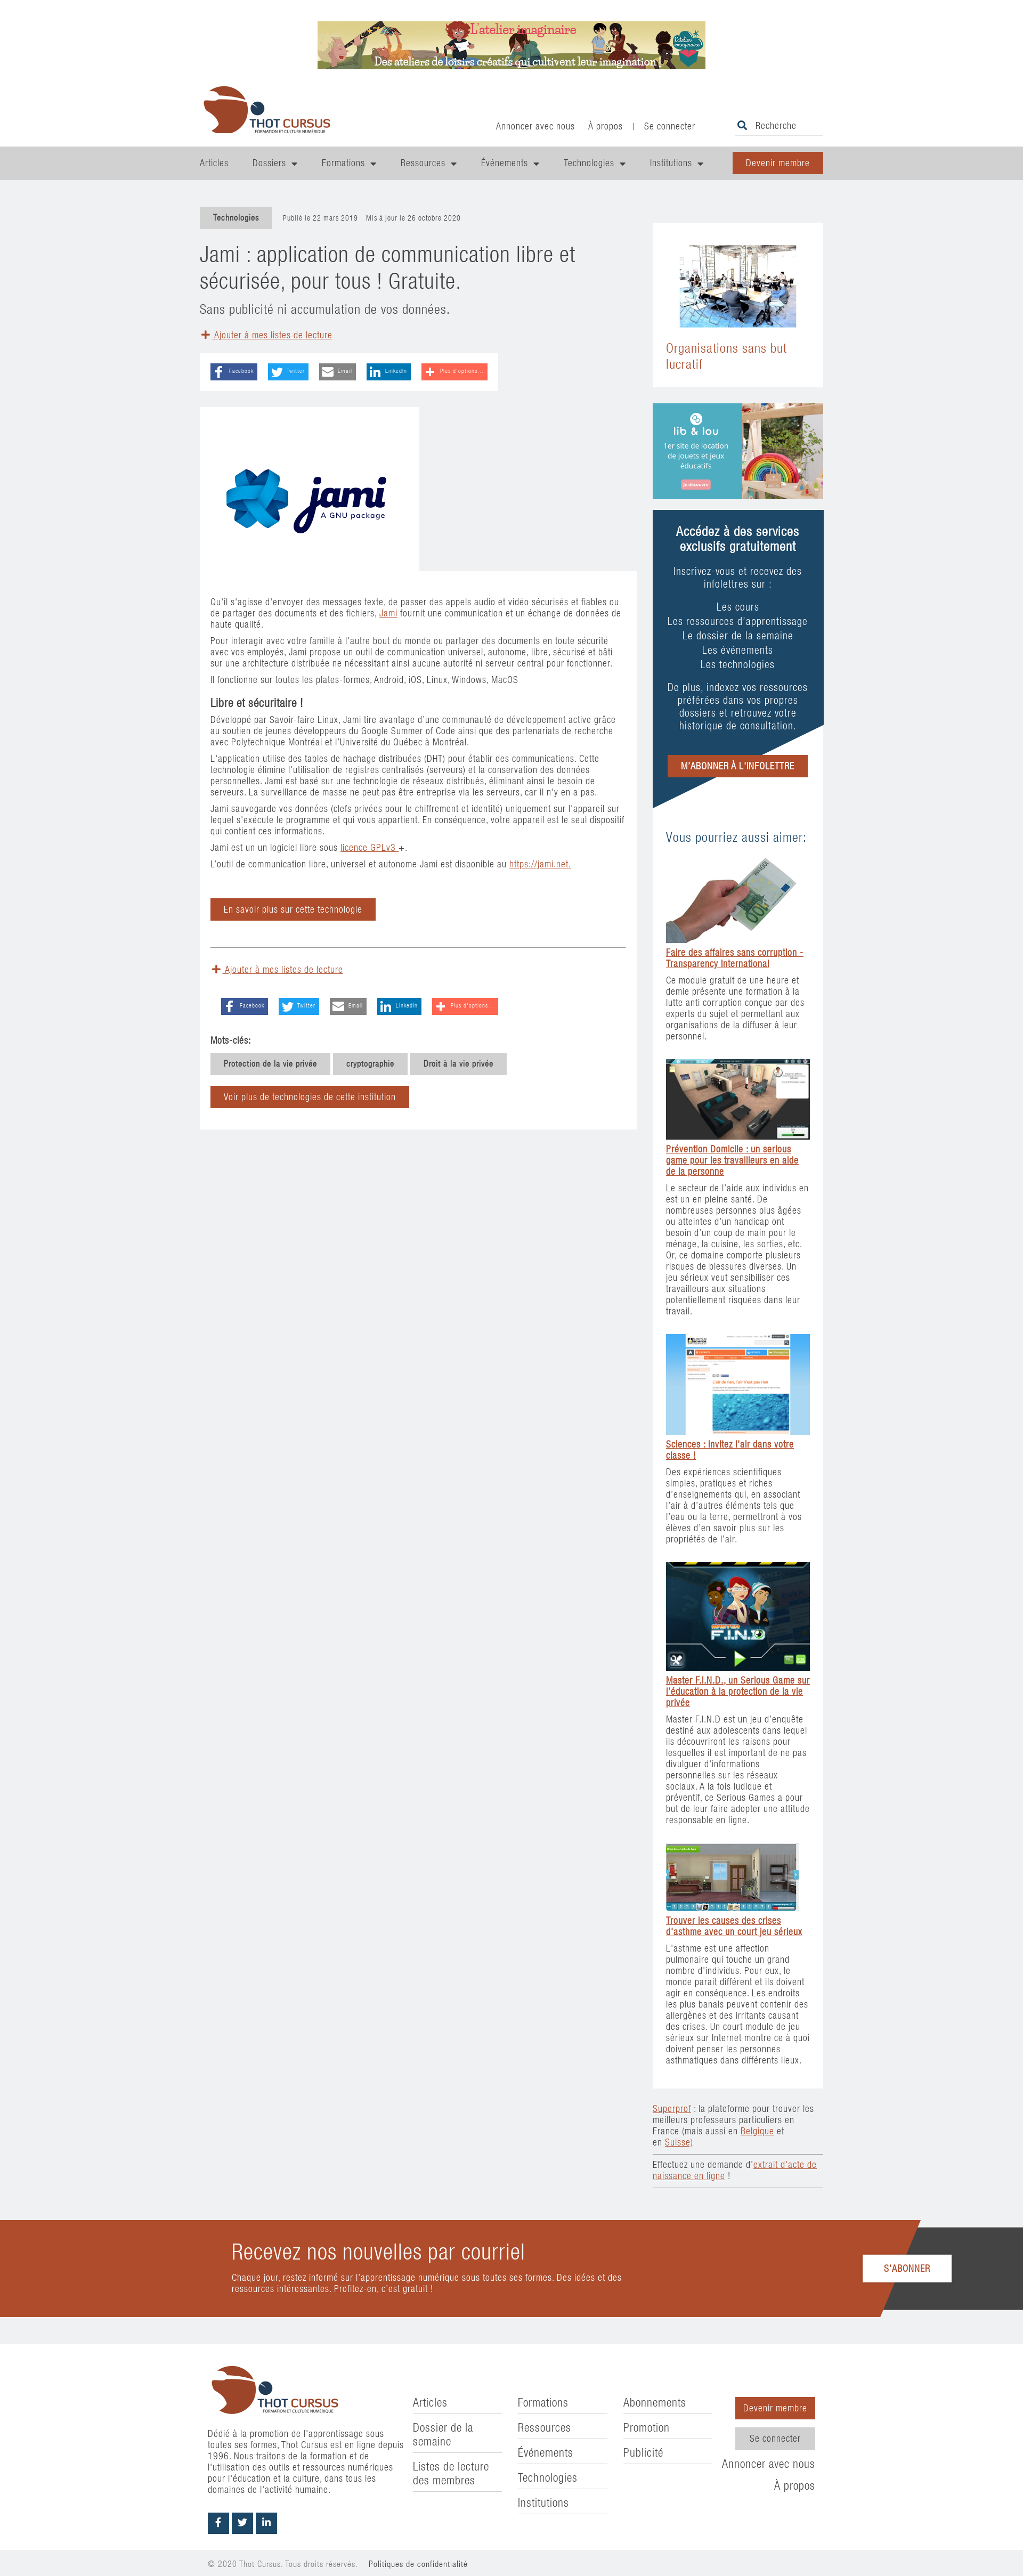 L'atelier imaginaire
Des ateliers de loisirs créatifs qui cultivent leur imagination !
THOT CURSUS
FORMATION ET CULTURE NUMÉRIQUE
Annoncer avec nous
À propos
|
Se connecter
Recherche
Articles
Dossiers
Formations
Ressources
Événements
Technologies
Institutions
Devenir membre
Technologies
Publié le 22 mars 2019
Mis à jour le 26 octobre 2020
Jami : application de communication libre et
sécurisée, pour tous ! Gratuite.
Sans publicité ni accumulation de vos données.
Ajouter à mes listes de lecture
Facebook
Twitter
Email
LinkedIn
Plus d'options...
jami
A GNU package
Qu'il s'agisse d'envoyer des messages texte, de passer des appels audio et vidéo sécurisés et fiables ou
de partager des documents et des fichiers, Jami fournit une communication et un échange de données de
haute qualité.
Pour interagir avec votre famille à l'autre bout du monde ou partager des documents en toute sécurité
avec vos employés, Jami propose un outil de communication universel, autonome, libre, sécurisé et bâti
sur une architecture distribuée ne nécessitant ainsi aucune autorité ni serveur central pour fonctionner.
Il fonctionne sur toutes les plates-formes, Android, iOS, Linux, Windows, MacOS
Libre et sécuritaire !
Développé par Savoir-faire Linux, Jami tire avantage d'une communauté de développement active grâce
au soutien de jeunes développeurs du Google Summer of Code ainsi que des partenariats de recherche
avec Polytechnique Montréal et l'Université du Québec à Montréal.
L'application utilise des tables de hachage distribuées (DHT) pour établir des communications. Cette
technologie élimine l'utilisation de registres centralisés (serveurs) et la conservation des données
personnelles. Jami est basé sur une technologie de réseaux distribués, éliminant ainsi le besoin de
serveurs. La surveillance de masse ne peut pas être entreprise via les serveurs, car il n'y en a pas.
Jami sauvegarde vos données (clefs privées pour le chiffrement et identité) uniquement sur l'appareil sur
lequel s'exécute le programme et qui vous appartient. En conséquence, votre appareil est le seul dispositif
qui contient ces informations.
Jami est un un logiciel libre sous licence GPLv3 +.
L'outil de communication libre, universel et autonome Jami est disponible au https://jami.net.
En savoir plus sur cette technologie
Ajouter à mes listes de lecture
Facebook
Twitter
Email
LinkedIn
Plus d'options...
Mots-clés:
Protection de la vie privée
cryptographie
Droit à la vie privée
Voir plus de technologies de cette institution
Organisations sans but
lucratif
lib & lou
1er site de location
de jouets et jeux
éducatifs
je découvre
Accédez à des services
exclusifs gratuitement
Inscrivez-vous et recevez des
infolettres sur :
Les cours
Les ressources d'apprentissage
Le dossier de la semaine
Les événements
Les technologies
De plus, indexez vos ressources
préférées dans vos propres
dossiers et retrouvez votre
historique de consultation.
M'ABONNER À L'INFOLETTRE
Vous pourriez aussi aimer:
Faire des affaires sans corruption -
Transparency International
Ce module gratuit de une heure et
demie présente une formation à la
lutte anti corruption conçue par des
experts du sujet et permettant aux
organisations de la diffuser à leur
personnel.
Prévention Domicile : un serious
game pour les travailleurs en aide
de la personne
Le secteur de l'aide aux individus en
est un en pleine santé. De
nombreuses personnes plus âgées
ou atteintes d'un handicap ont
besoin d'un coup de main pour le
ménage, la cuisine, les sorties, etc.
Or, ce domaine comporte plusieurs
risques de blessures diverses. Un
jeu sérieux veut sensibiliser ces
travailleurs aux situations
potentiellement risquées dans leur
travail.
Sciences : invitez l'air dans votre
classe !
Des expériences scientifiques
simples, pratiques et riches
d'enseignements qui, en associant
l'air à d'autres éléments tels que
l'eau ou la terre, permettront à vos
élèves d'en savoir plus sur les
propriétés de l'air.
MASTER
F.I.N.D
Master F.I.N.D., un Serious Game sur
l'éducation à la protection de la vie
privée
Master F.I.N.D est un jeu d'enquête
destiné aux adolescents dans lequel
ils découvriront les raisons pour
lesquelles il est important de ne pas
divulguer d'informations
personnelles sur les réseaux
sociaux. A la fois ludique et
préventif, ce Serious Games a pour
but de leur faire adopter une attitude
responsable en ligne.
Trouver les causes des crises
d'asthme avec un court jeu sérieux
L'asthme est une affection
pulmonaire qui touche un grand
nombre d'individus. Pour eux, le
monde parait différent et ils doivent
agir en conséquence. Les endroits
les plus banals peuvent contenir des
allergènes et des irritants causant
des crises. Un court module de jeu
sérieux sur Internet montre ce à quoi
doivent penser les personnes
asthmatiques dans différents lieux.
Superprof : la plateforme pour trouver les
meilleurs professeurs particuliers en
France (mais aussi en Belgique et
en Suisse)
Effectuez une demande d'extrait d'acte de
naissance en ligne !
Recevez nos nouvelles par courriel
Chaque jour, restez informé sur l'apprentissage numérique sous toutes ses formes. Des idées et des
ressources intéressantes. Profitez-en, c'est gratuit !
S'ABONNER
THOT CURSUS
FORMATION ET CULTURE NUMÉRIQUE
Dédié à la promotion de l'apprentissage sous
toutes ses formes, Thot Cursus est en ligne depuis
1996. Nous traitons de la formation et de
l'utilisation des outils et ressources numériques
pour l'éducation et la culture, dans tous les
domaines de l'activité humaine.
Articles
Dossier de la
semaine
Listes de lecture
des membres
Formations
Ressources
Événements
Technologies
Institutions
Abonnements
Promotion
Publicité
Devenir membre
Se connecter
Annoncer avec nous
À propos
© 2020 Thot Cursus. Tous droits réservés.
Politiques de confidentialité